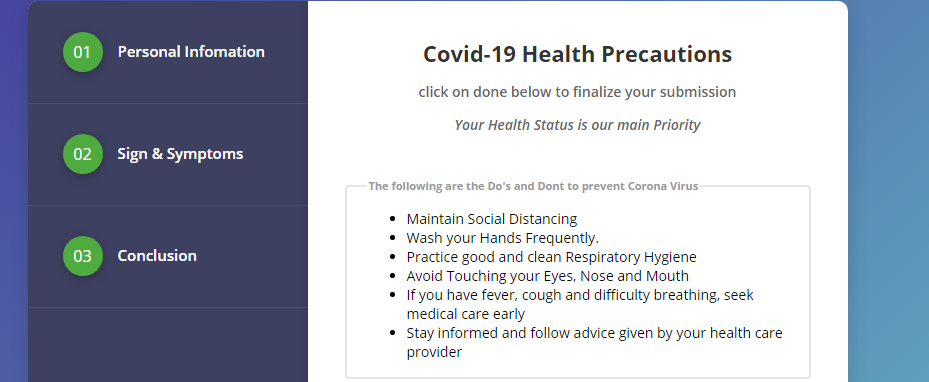 01 Personal Infomation
02 Sign & Symptoms
03 Conclusion
Covid-19 Health Precautions
click on done below to finalize your submission
Your Health Status is our main Priority
The following are the Do's and Dont to prevent Corona Virus
Maintain Social Distancing
Wash your Hands Frequently.
Practice good and clean Respiratory Hygiene
Avoid Touching your Eyes, Nose and Mouth
If you have fever, cough and difficulty breathing, seek
medical care early
Stay informed and follow advice given by your health care
provider